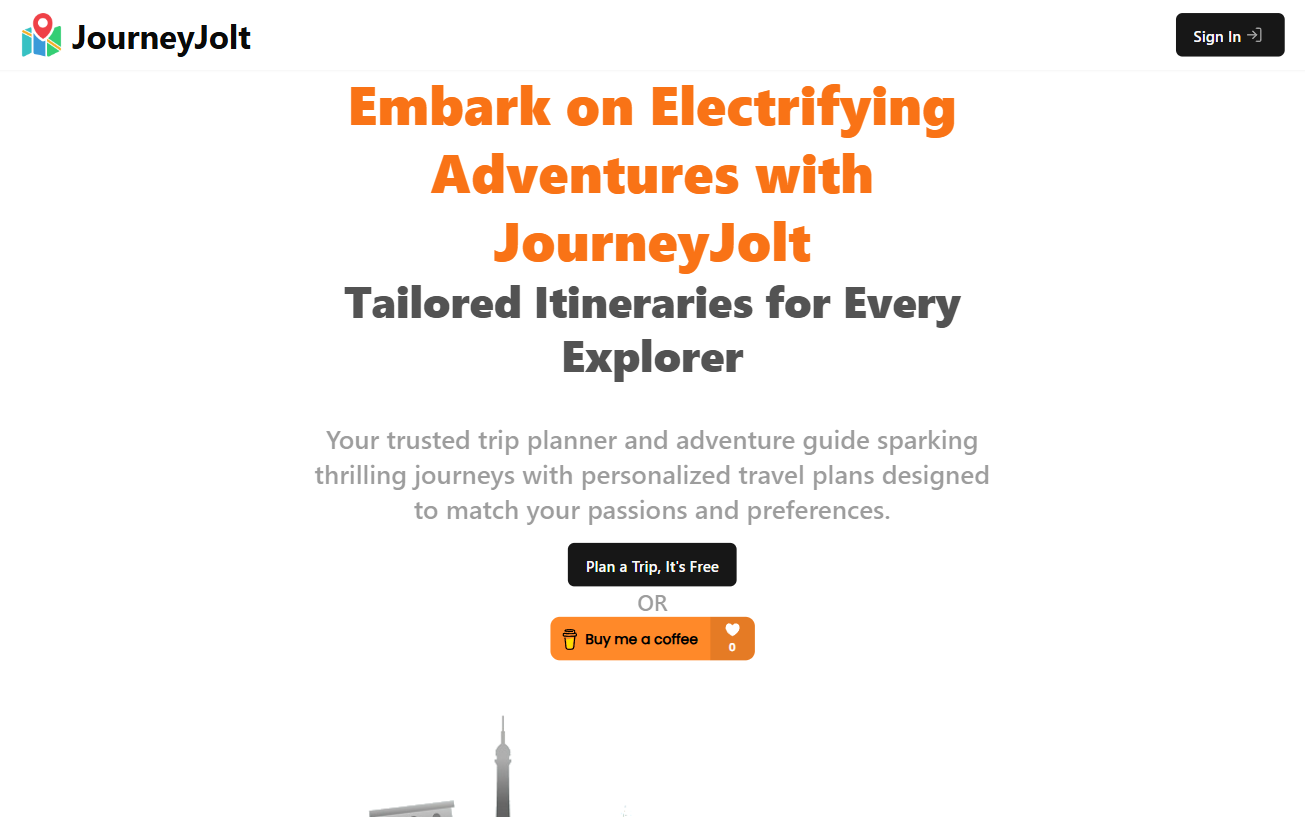 JourneyJolt
Sign In
Embark on Electrifying
Adventures with
JourneyJolt
Tailored Itineraries for Every
Explorer
Your trusted trip planner and adventure guide sparking
thrilling journeys with personalized travel plans designed
to match your passions and preferences.
Plan a Trip, It's Free
OR
Buy me a coffee
0